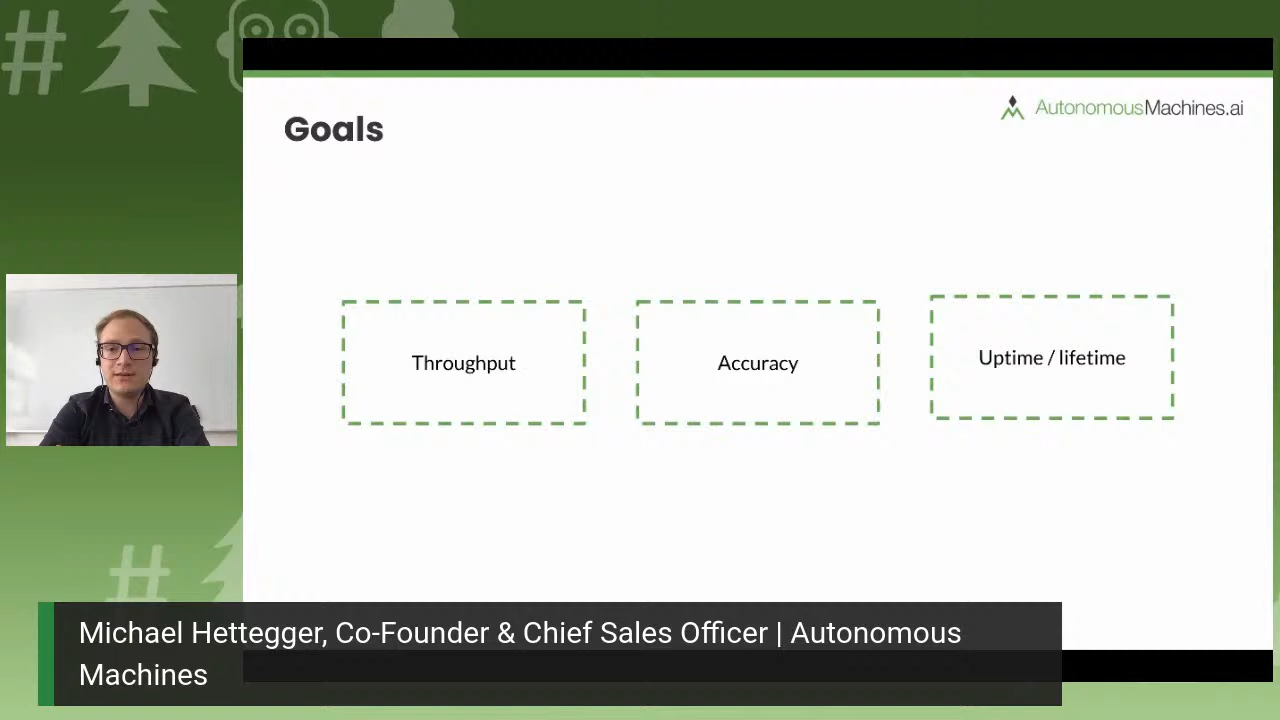 Goals
AutonomousMachines.ai
Throughput
Accuracy
Uptime / lifetime
Michael Hettegger, Co-Founder & Chief Sales Officer | Autonomous
Machines